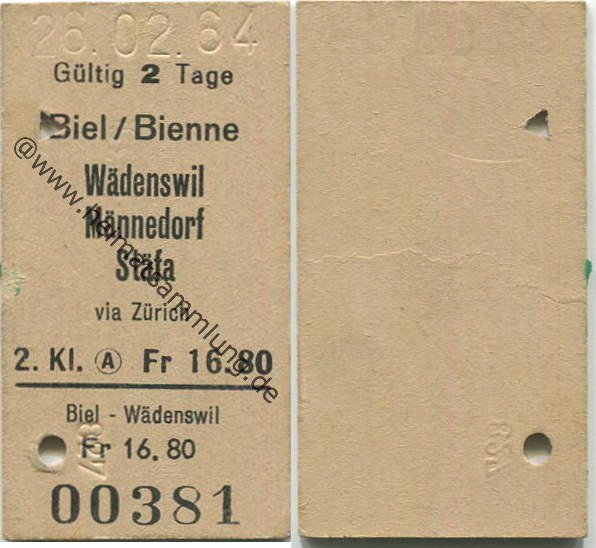 26.02.64
Gültig 2 Tage
Biel / Bienne
Wädenswil
Männedorf
Stäfa
via Zürich
2. Kl. A Fr 16.80
Biel - Wädenswil
Fr 16.80
00381
@www.heimatsammlung.de